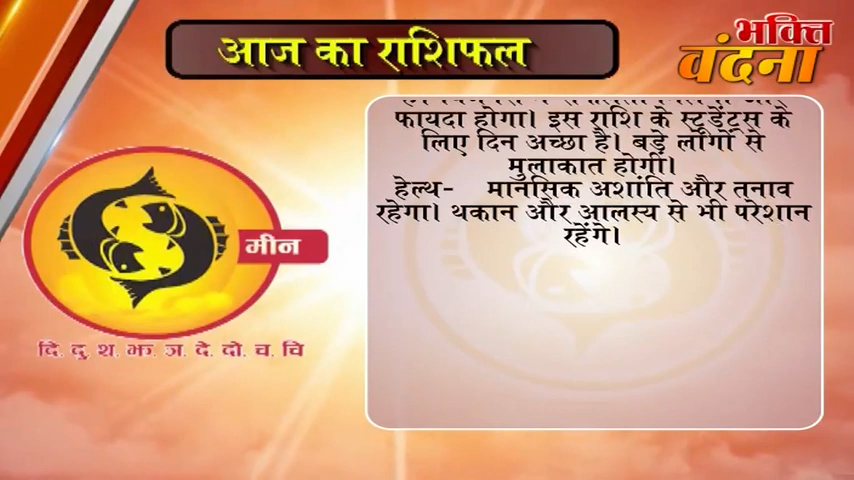 आज का राशिफल
भक्ति
वंदना
फायदा होगा। इस राशि के स्टूडेंट्स के
लिए दिन अच्छा है। बड़े लोगों से
मुलाकात होगी।
हेल्थ- मानसिक अशांति और तनाव
रहेगा। थकान और आलस्य से भी परेशान
रहेंगे।
मीन
दि. दु. श. झ. ञ. दे. दो. च. चि